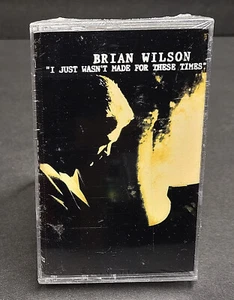 BRIAN WILSON
"I JUST WASN'T MADE FOR THESE TIMES"